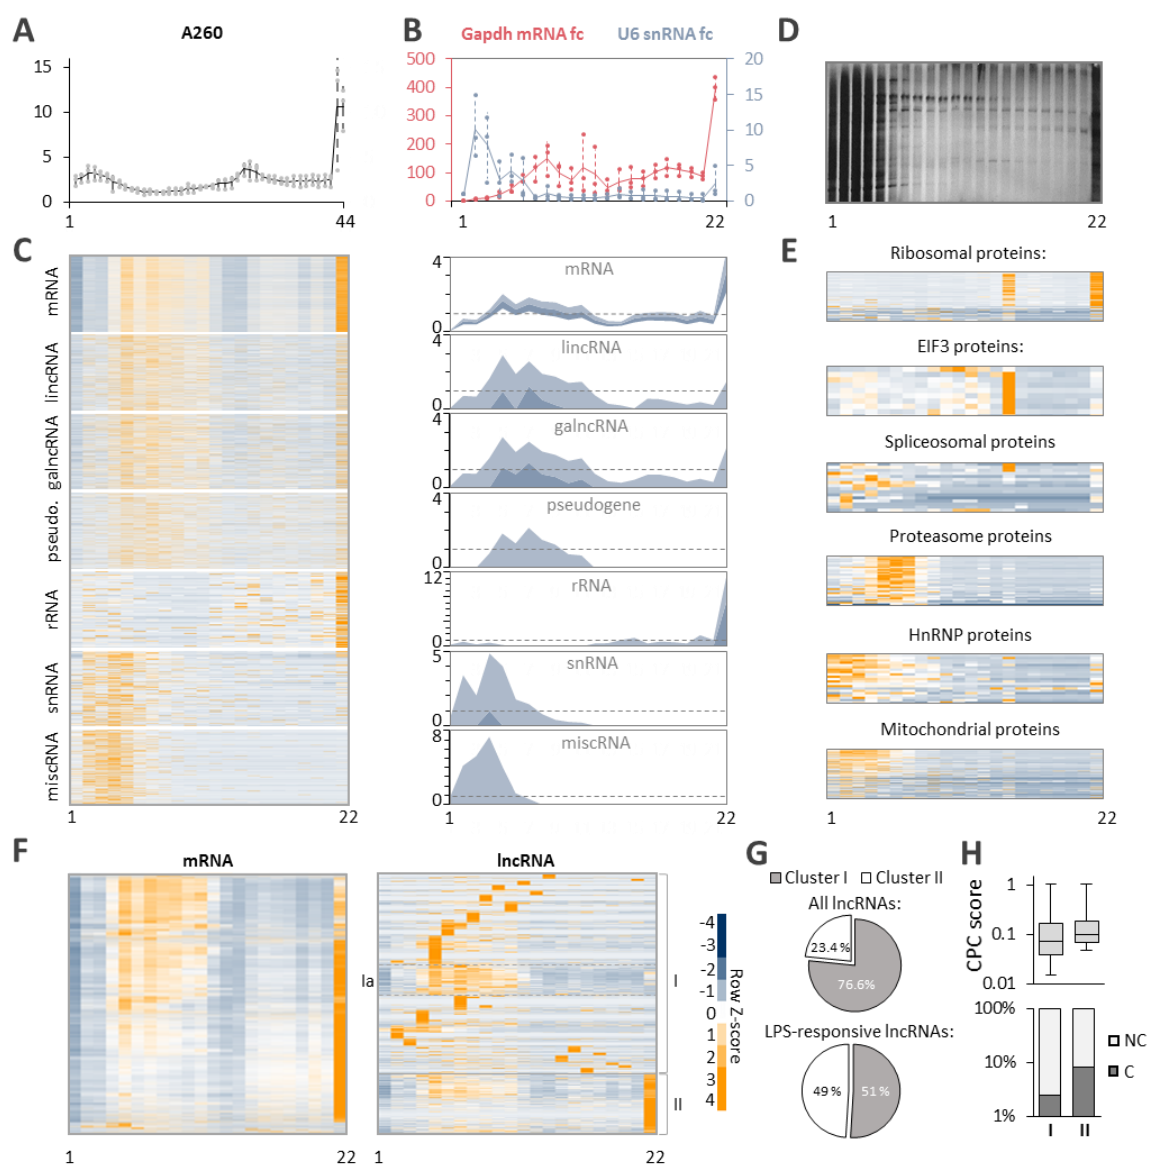 A
A260
15
10
5
0
1
44
B
Gapdh mRNA fc
U6 snRNA fc
500
400
300
200
100
0
20
15
10
5
0
1
22
D
1
22
C
mRNA
lincRNA
galncRNA
pseudo.
rRNA
snRNA
miscRNA
1
22
4
mRNA
0
4
lincRNA
0
4
galncRNA
0
4
pseudogene
0
12
rRNA
0
5
snRNA
0
8
miscRNA
0
1
22
E
Ribosomal proteins:
EIF3 proteins:
Spliceosomal proteins
Proteasome proteins
HnRNP proteins
Mitochondrial proteins
1
22
F
mRNA
1
22
lncRNA
Ia
I
II
1
22
-4
-3
-2
-1
0
1
2
3
4
Row Z-score
G
Cluster I
Cluster II
All lncRNAs:
23.4 %
76.6%
LPS-responsive lncRNAs:
49 %
51 %
H
CPC score
1
0.1
0.01
100%
10%
1%
NC
C
I
II